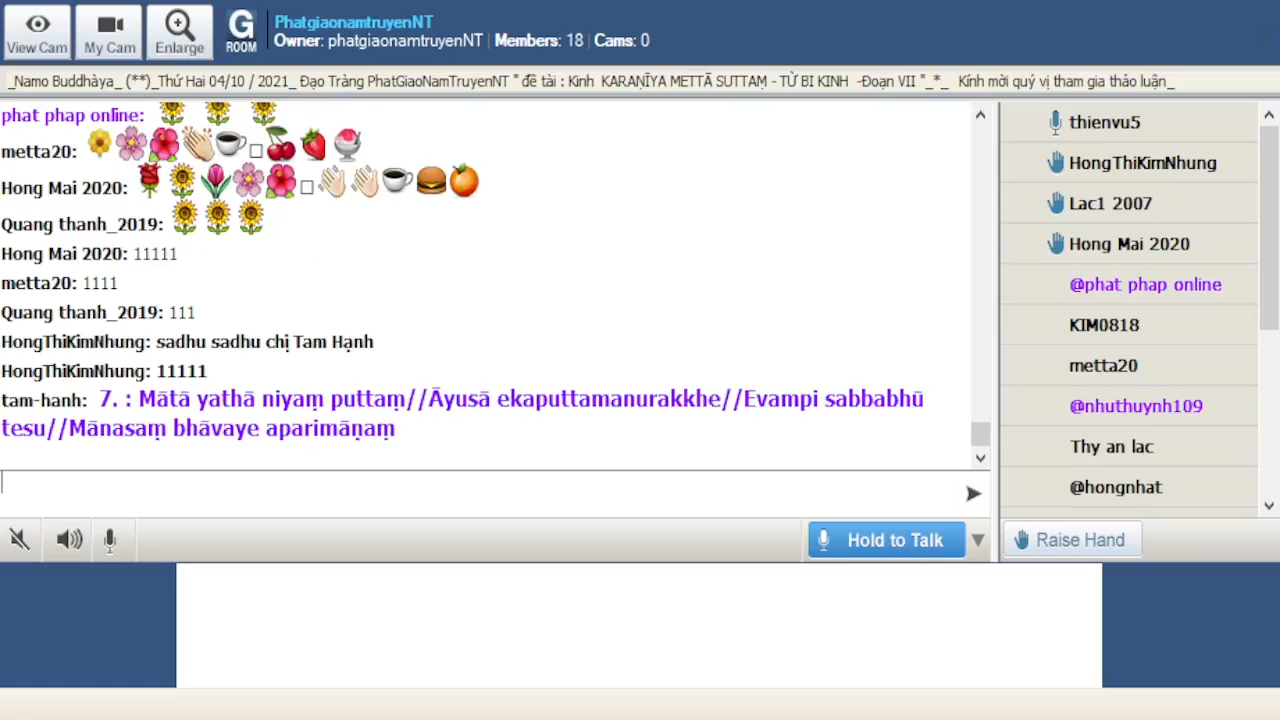 View Cam
My Cam
Enlarge
G
ROOM
PhatgiaonamtruyenNT
Owner: phatgiaonamtruyenNT | Members: 18 | Cams: 0
_Namo Buddhàya_ (**)_Thứ Hai 04/10 / 2021_ Đạo Tràng PhatGiaoNamTruyenNT " đề tài : Kinh KARAṆĪYA METTĀ SUTTAṂ - TỪ BI KINH -Đoạn VII "_*_ Kính mời quý vị tham gia thảo luận_
phat phap online:
metta20:
Hong Mai 2020:
Quang thanh_2019:
Hong Mai 2020: 11111
metta20: 1111
Quang thanh_2019: 111
HongThiKimNhung: sadhu sadhu chị Tam Hạnh
HongThiKimNhung: 11111
tam-hanh: 7. : Mātā yathā niyaṃ puttaṃ//Āyusā ekaputtamanurakkhe//Evampi sabbabhū
tesu//Mānasaṃ bhāvaye aparimāṇaṃ
thienvu5
HongThiKimNhung
Lac1 2007
Hong Mai 2020
@phat phap online
KIM0818
metta20
@nhuthuynh109
Thy an lac
@hongnhat
Hold to Talk
Raise Hand